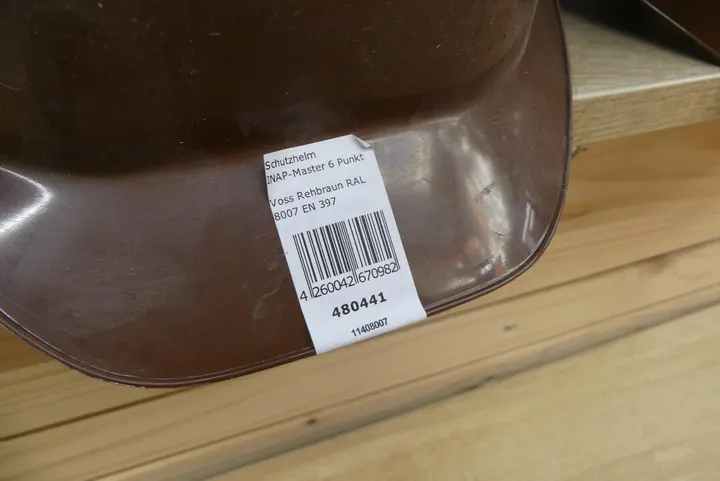 Schutzhelm
INAP-Master 6 Punkt
Voss Rehbraun RAL
8007 EN 397
4 260042 670982
480441
11408007